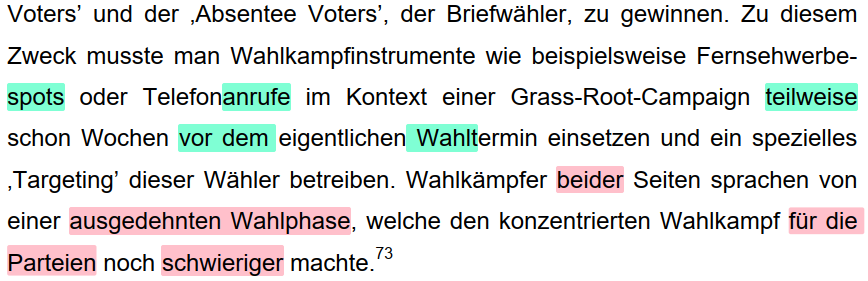 Voters’ und der ‚Absentee Voters’, der Briefwähler, zu gewinnen. Zu diesem
Zweck musste man Wahlkampfinstrumente wie beispielsweise Fernsehwerbe-
spots oder Telefonanrufe im Kontext einer Grass-Root-Campaign teilweise
schon Wochen vor dem eigentlichen Wahltermin einsetzen und ein spezielles
‚Targeting’ dieser Wähler betreiben. Wahlkämpfer beider Seiten sprachen von
einer ausgedehnten Wahlphase, welche den konzentrierten Wahlkampf für die
Parteien noch schwieriger machte.73